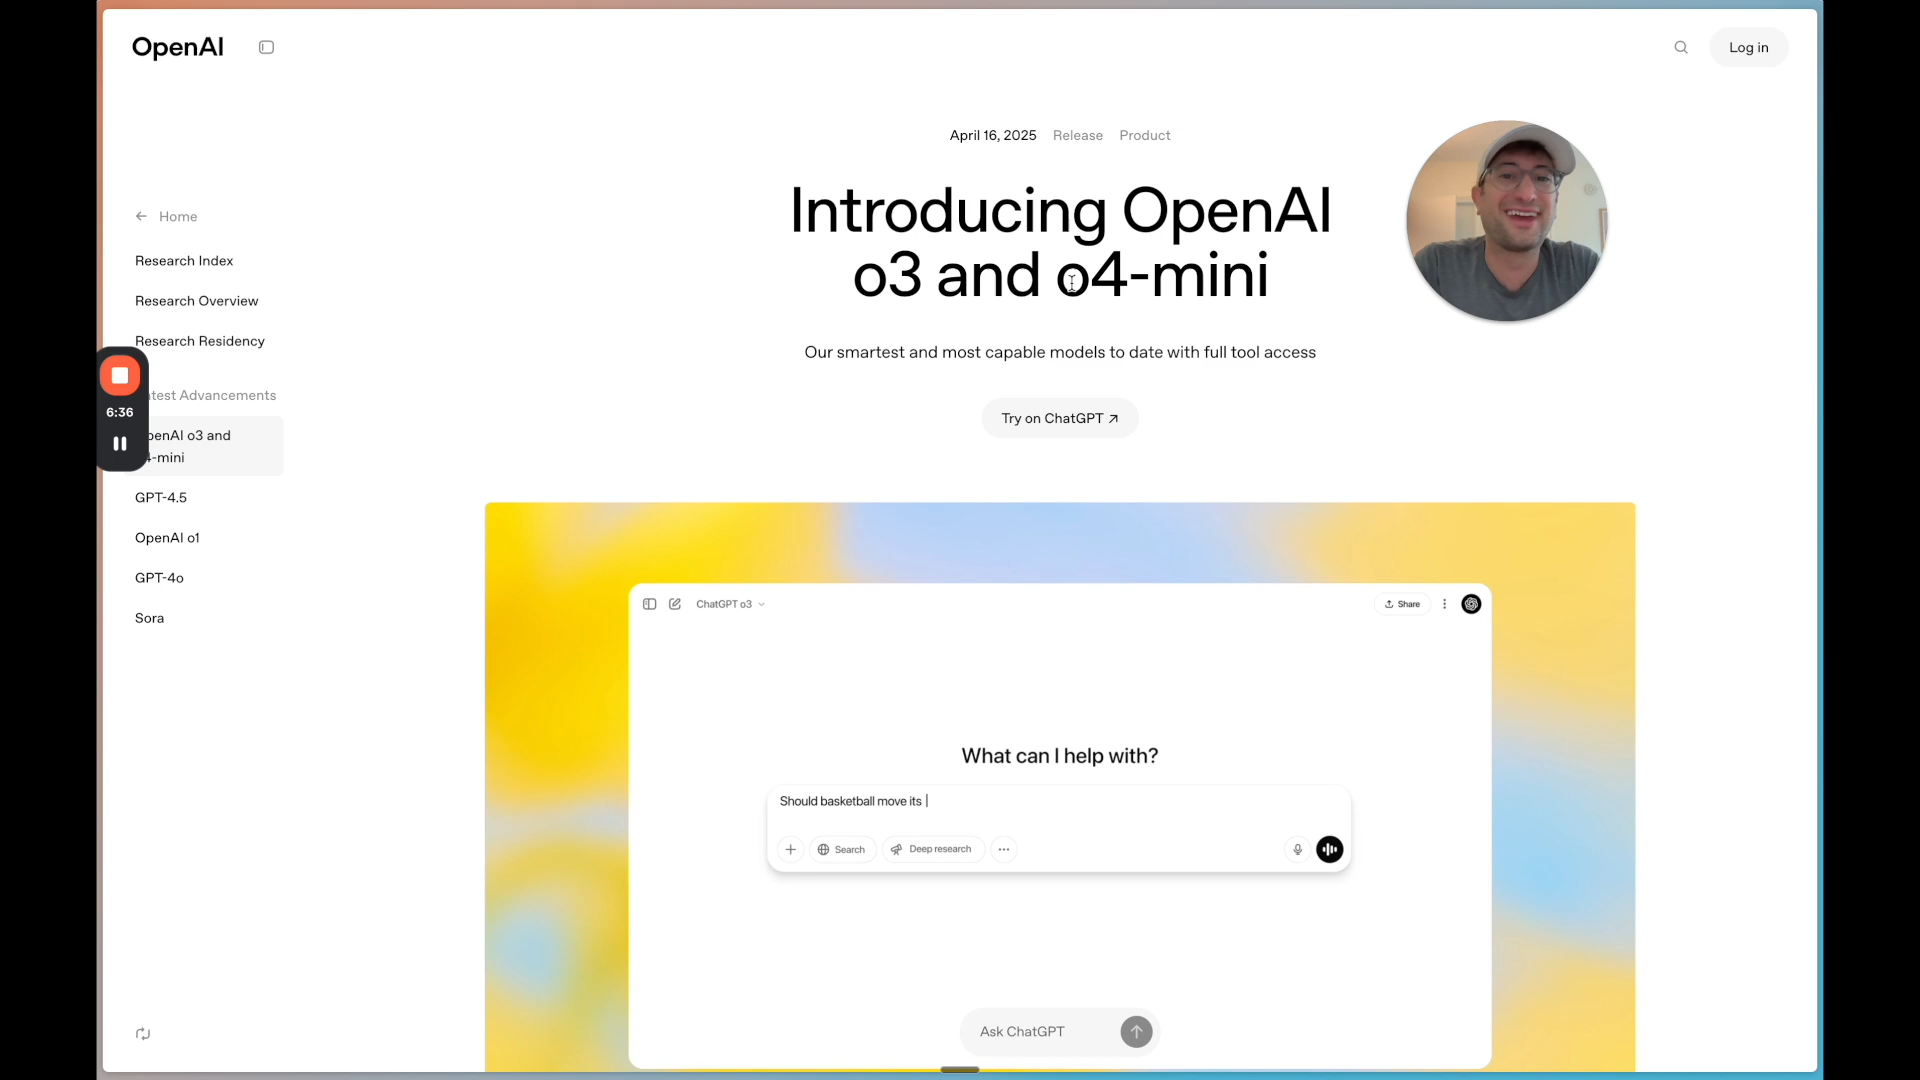 OpenAI
Log in
April 16, 2025 Release Product
Introducing OpenAI
o3 and o4-mini
Our smartest and most capable models to date with full tool access
Try on ChatGPT
Home
Research Index
Research Overview
Research Residency
test Advancements
penAI o3 and
4-mini
GPT-4.5
OpenAI o1
GPT-4o
Sora
6:36
ChatGPT o3
Share
What can I help with?
Should basketball move its
Search
Deep research
Ask ChatGPT